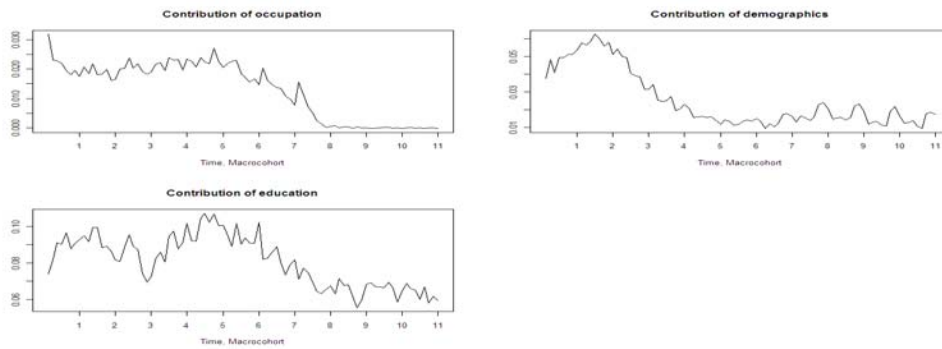 Contribution of occupation
0.030
0.020
0.010
0.000
1 2 3 4 5 6 7 8 9 10 11
Time, Macrocohort
Contribution of demographics
0.05
0.03
0.01
1 2 3 4 5 6 7 8 9 10 11
Time, Macrocohort
Contribution of education
0.10
0.08
0.06
1 2 3 4 5 6 7 8 9 10 11
Time, Macrocohort